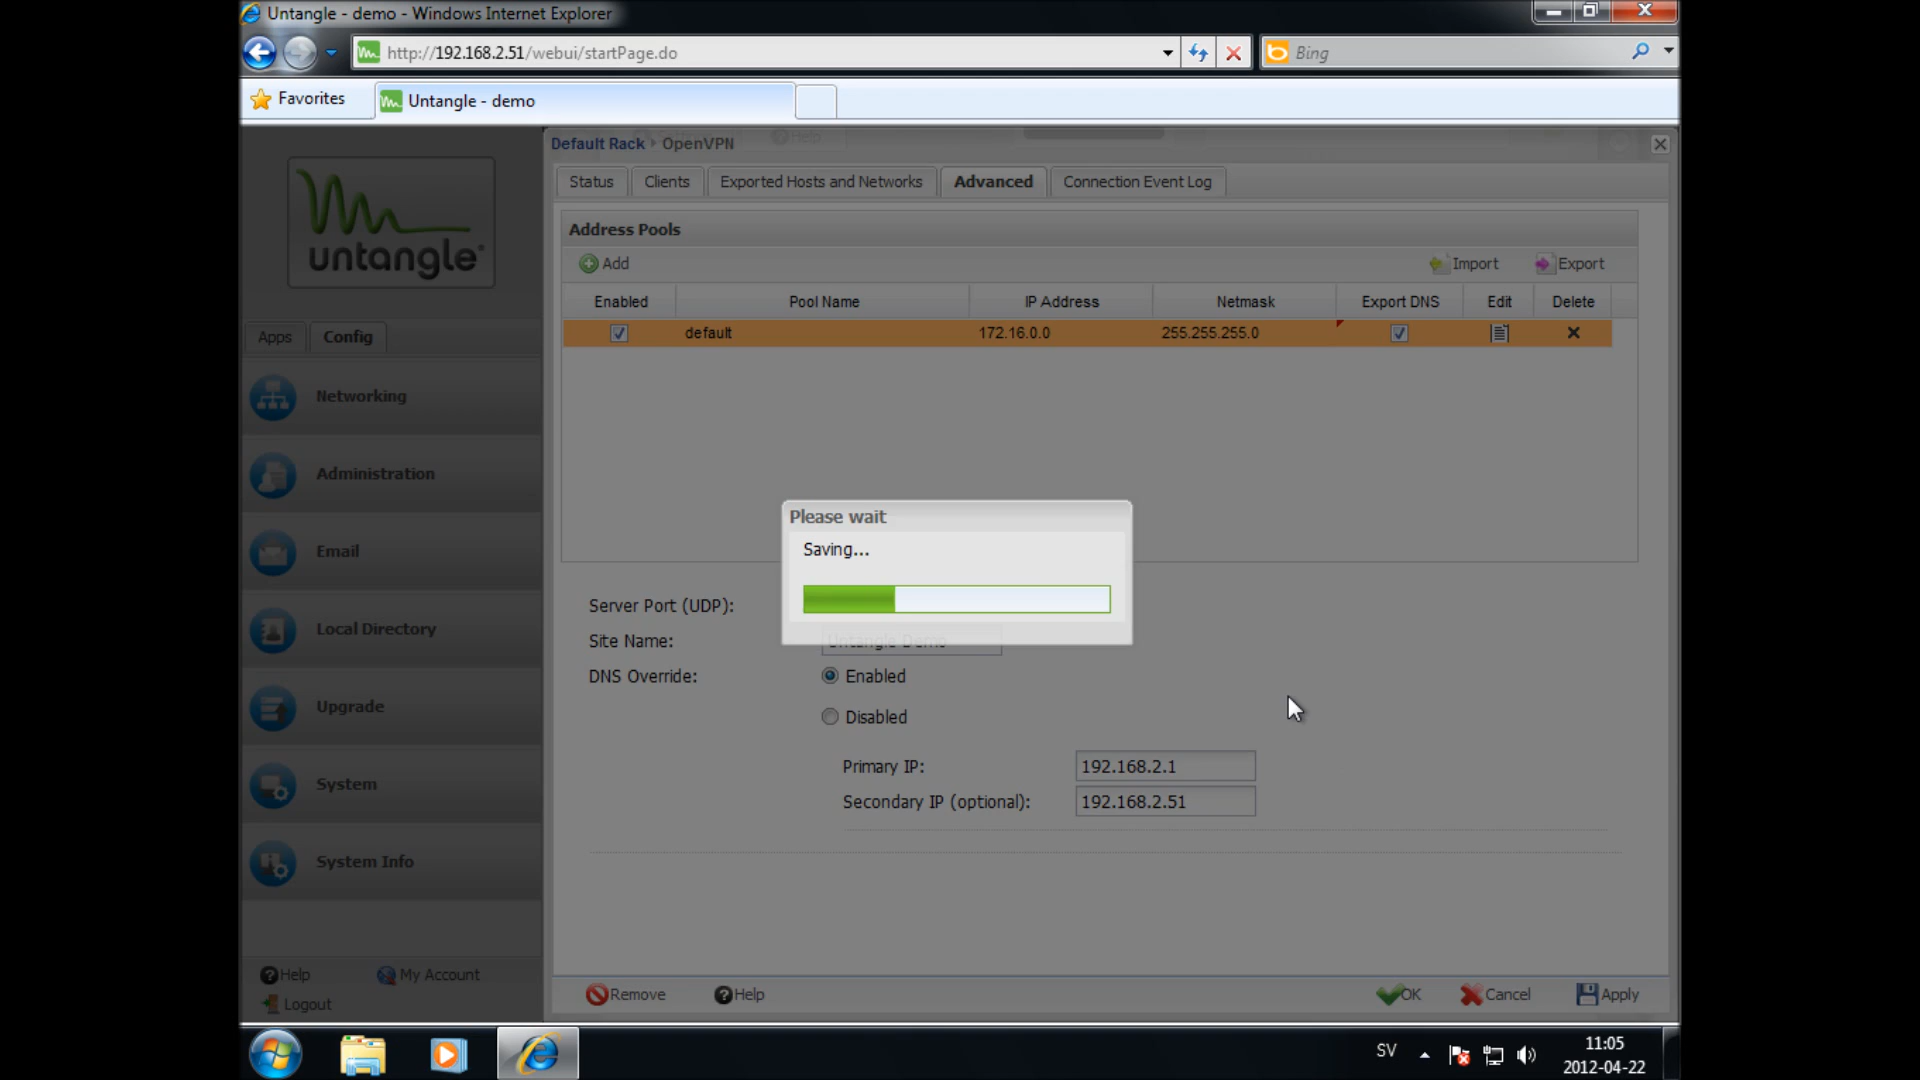 Untangle - demo - Windows Internet Explorer
http://192.168.2.51/webui/startPage.do
Bing
Favorites
Untangle - demo
untangle
Default Rack
OpenVPN
Help
Status
Clients
Exported Hosts and Networks
Advanced
Connection Event Log
Address Pools
Add
Import
Export
Enabled
Pool Name
IP Address
Netmask
Export DNS
Edit
Delete
default
172.16.0.0
255.255.255.0
Apps
Config
Networking
Administration
Email
Local Directory
Upgrade
System
System Info
Please wait
Saving...
Server Port (UDP):
Site Name:
Untangle Demo
DNS Override:
Enabled
Disabled
Primary IP:
192.168.2.1
Secondary IP (optional):
192.168.2.51
Help
My Account
Logout
Remove
Help
OK
Cancel
Apply
SV
11:05
2012-04-22